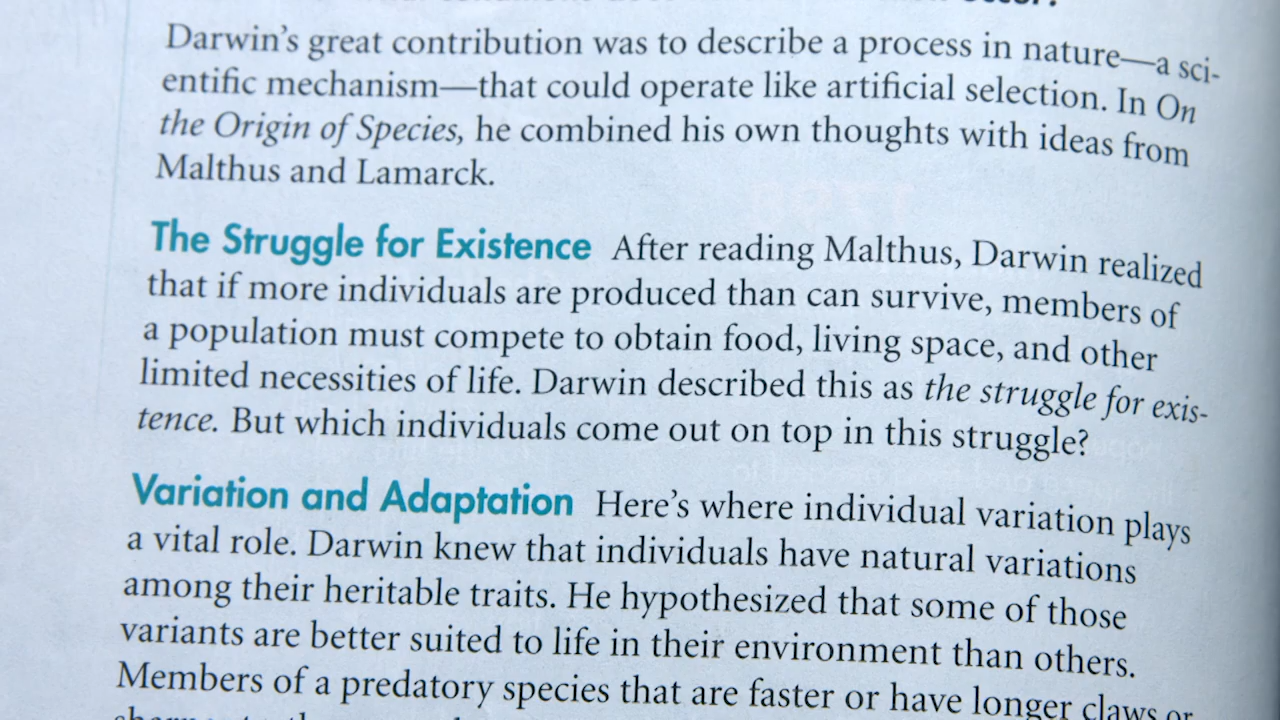 Darwin's great contribution was to describe a process in nature—a sci-
entific mechanism—that could operate like artificial selection. In On
the Origin of Species, he combined his own thoughts with ideas from
Malthus and Lamarck.
The Struggle for Existence After reading Malthus, Darwin realized
that if more individuals are produced than can survive, members of
a population must compete to obtain food, living space, and other
limited necessities of life. Darwin described this as the struggle for exis-
tence. But which individuals come out on top in this struggle?
Variation and Adaptation Here's where individual variation plays
a vital role. Darwin knew that individuals have natural variations
among their heritable traits. He hypothesized that some of those
variants are better suited to life in their environment than others.
Members of a predatory species that are faster or have longer claws or